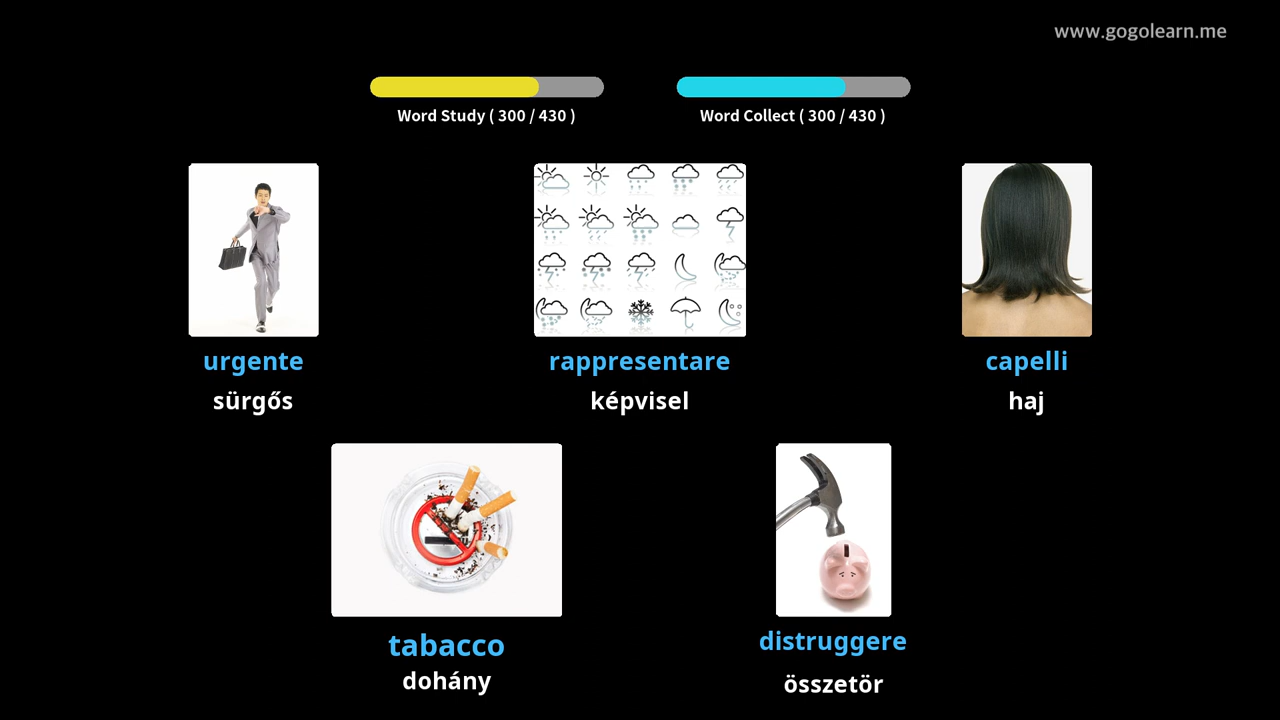 www.gogolearn.me
Word Study ( 300 / 430 )
Word Collect ( 300 / 430 )
urgente
sürgős
rappresentare
képvisel
capelli
haj
tabacco
dohány
distruggere
összetör